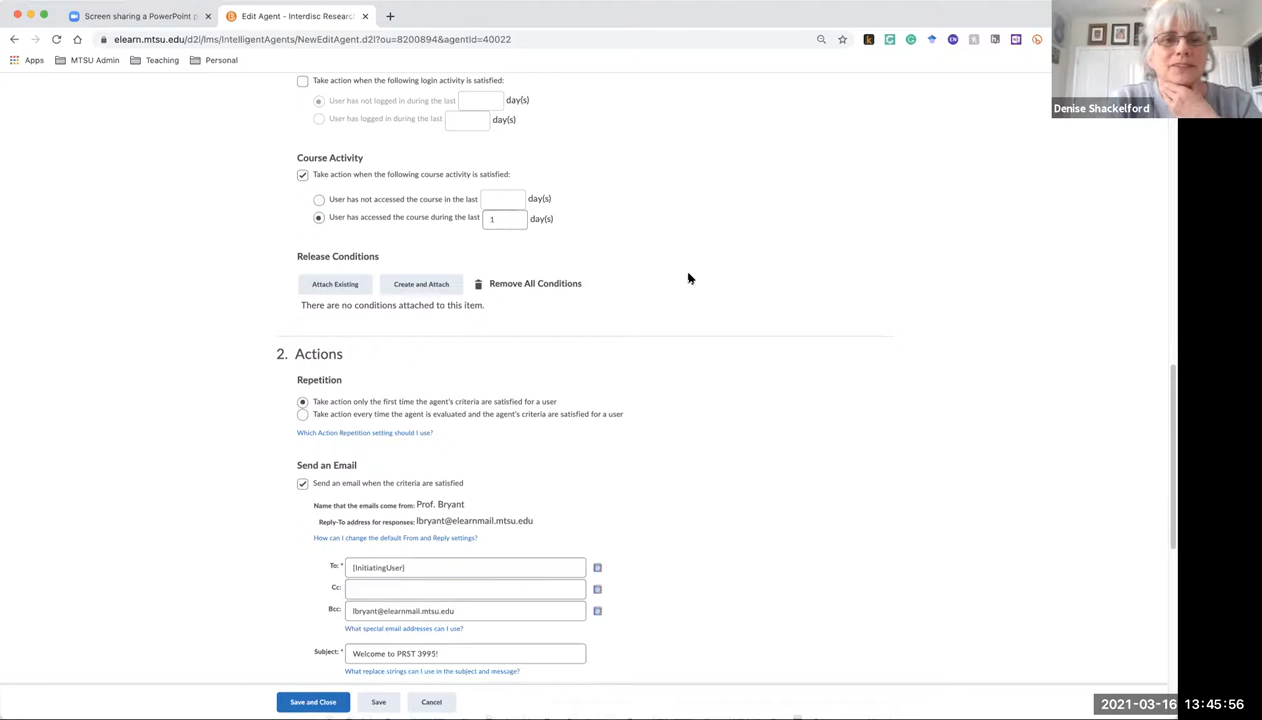 Screen sharing a PowerPoint p
Edit Agent - Interdisc Researc
elearn.mtsu.edu/d2l/lms/IntelligentAgents/NewEditAgent.d2l?ou=8200894&agentId=40022
Apps MTSU Admin Teaching Personal
Denise Shackelford
Take action when the following login activity is satisfied:
User has not logged in during the last day(s)
User has logged in during the last day(s)
Course Activity
Take action when the following course activity is satisfied:
User has not accessed the course in the last day(s)
User has accessed the course during the last 1 day(s)
Release Conditions
Attach Existing Create and Attach Remove All Conditions
There are no conditions attached to this item.
2. Actions
Repetition
Take action only the first time the agent's criteria are satisfied for a user
Take action every time the agent is evaluated and the agent's criteria are satisfied for a user
Which Action Repetition setting should I use?
Send an Email
Send an email when the criteria are satisfied
Name that the emails come from: Prof. Bryant
Reply-To address for responses: lbryant@elearnmail.mtsu.edu
How can I change the default From and Reply settings?
To: * {InitiatingUser}
Cc:
Bcc: lbryant@elearnmail.mtsu.edu
What special email addresses can I use?
Subject: * Welcome to PRST 3995!
What replace strings can I use in the subject and message?
Save and Close Save Cancel
2021-03-16 13:45:56